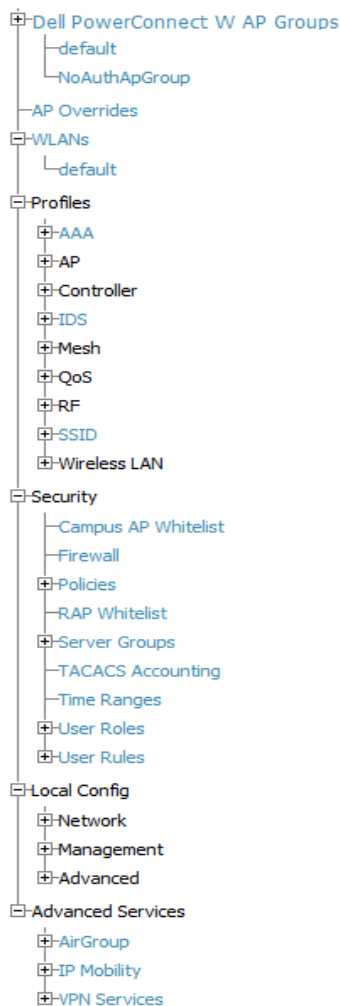 Dell PowerConnect W AP Groups
default
NoAuthApGroup
AP Overrides
WLANs
default
Profiles
AAA
AP
Controller
IDS
Mesh
QoS
RF
SSID
Wireless LAN
Security
Campus AP Whitelist
Firewall
Policies
RAP Whitelist
Server Groups
TACACS Accounting
Time Ranges
User Roles
User Rules
Local Config
Network
Management
Advanced
Advanced Services
AirGroup
IP Mobility
VPN Services